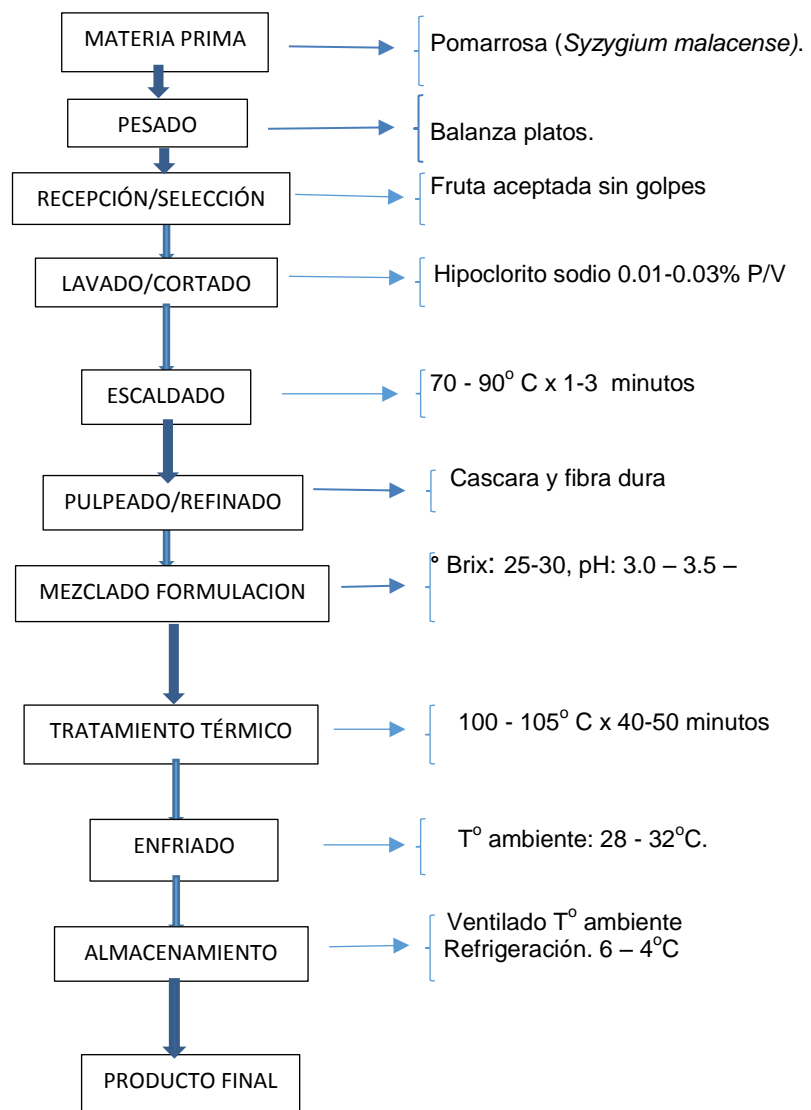 MATERIA PRIMA
Pomarrosa (Syzygium malacense).
PESADO
Balanza platos.
RECEPCIÓN/SELECCIÓN
Fruta aceptada sin golpes
LAVADO/CORTADO
Hipoclorito sodio 0.01-0.03% P/V
ESCALDADO
70 - 90° C x 1-3 minutos
PULPEADO/REFINADO
Cascara y fibra dura
MEZCLADO FORMULACION
° Brix: 25-30, pH: 3.0 – 3.5 –
TRATAMIENTO TÉRMICO
100 - 105° C x 40-50 minutos
ENFRIADO
T° ambiente: 28 - 32°C.
ALMACENAMIENTO
Ventilado T° ambiente
Refrigeración. 6 – 4°C
PRODUCTO FINAL